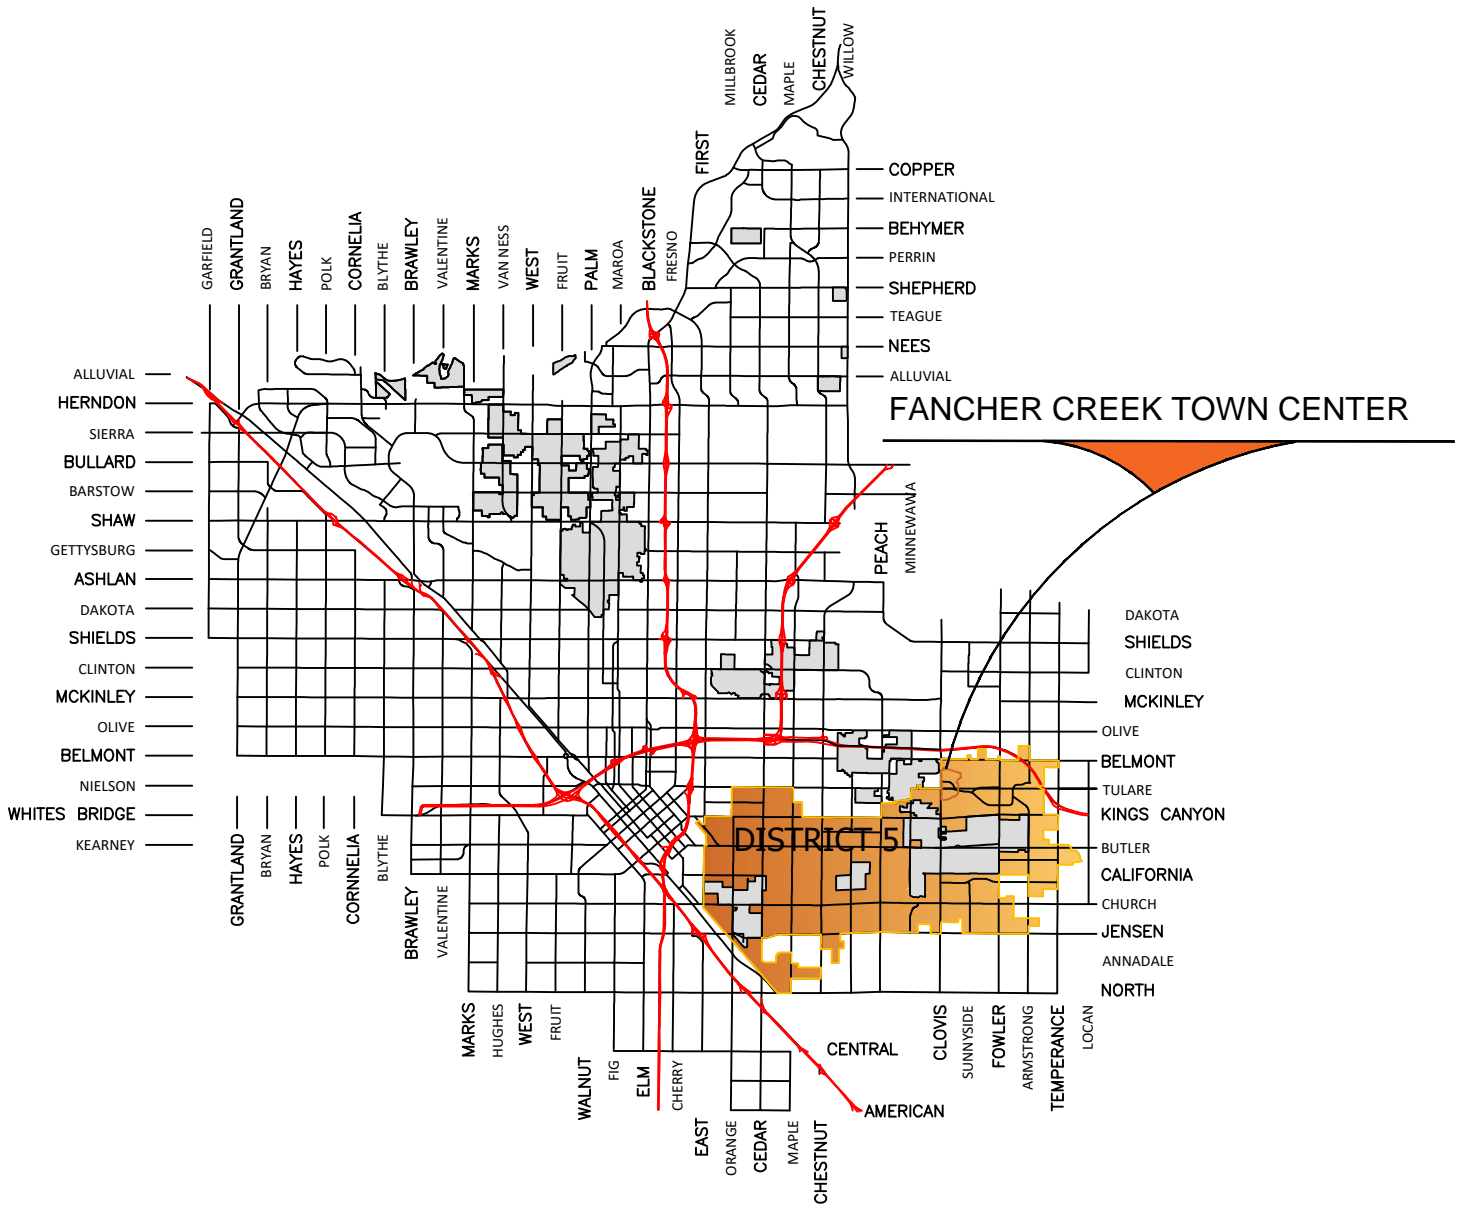 MILLBROOK
CEDAR
MAPLE
CHESTNUT
WILLOW
FIRST
COPPER
INTERNATIONAL
BEHYMER
PERRIN
SHEPHERD
TEAGUE
NEES
ALLUVIAL
GARFIELD
GRANTLAND
BRYAN
HAYES
POLK
CORNELIA
BLYTHE
BRAWLEY
VALENTINE
MARKS
VAN NESS
WEST
FRUIT
PALM
MAROA
BLACKSTONE
FRESNO
FANCHER CREEK TOWN CENTER
ALLUVIAL
HERNDON
SIERRA
BULLARD
BARSTOW
SHAW
GETTYSBURG
ASHLAN
DAKOTA
SHIELDS
CLINTON
MCKINLEY
OLIVE
BELMONT
NIELSON
WHITES BRIDGE
KEARNEY
PEACH
MINNEWAWA
DAKOTA
SHIELDS
CLINTON
MCKINLEY
OLIVE
BELMONT
TULARE
KINGS CANYON
BUTLER
CALIFORNIA
CHURCH
JENSEN
ANNADALE
NORTH
DISTRICT 5
GRANTLAND
BRYAN
HAYES
POLK
CORNNELIA
BLYTHE
BRAWLEY
VALENTINE
MARKS
HUGHES
WEST
FRUIT
WALNUT
FIG
ELM
CHERRY
EAST
ORANGE
CEDAR
MAPLE
CHESTNUT
CENTRAL
AMERICAN
CLOVIS
SUNNYSIDE
FOWLER
ARMSTRONG
TEMPERANCE
LOCAN